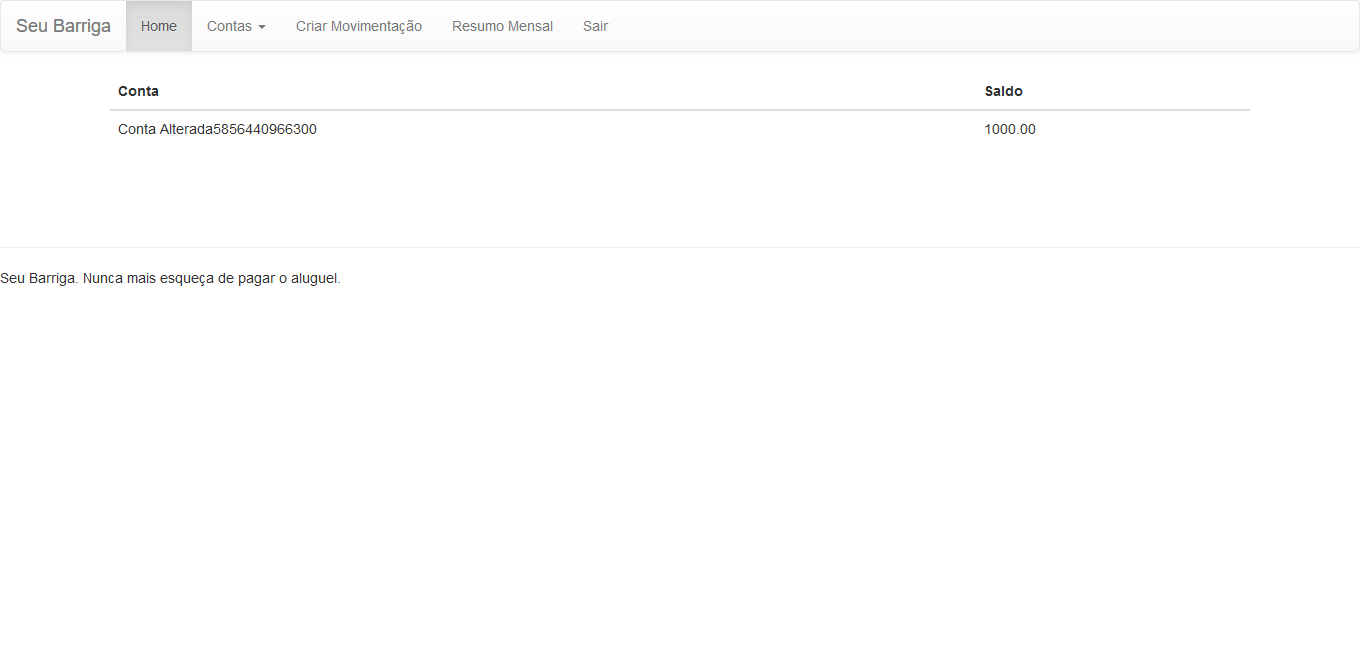 Seu Barriga Home Contas Criar Movimentação Resumo Mensal Sair
Conta Saldo
Conta Alterada5856440966300 1000.00
Seu Barriga. Nunca mais esqueça de pagar o aluguel.